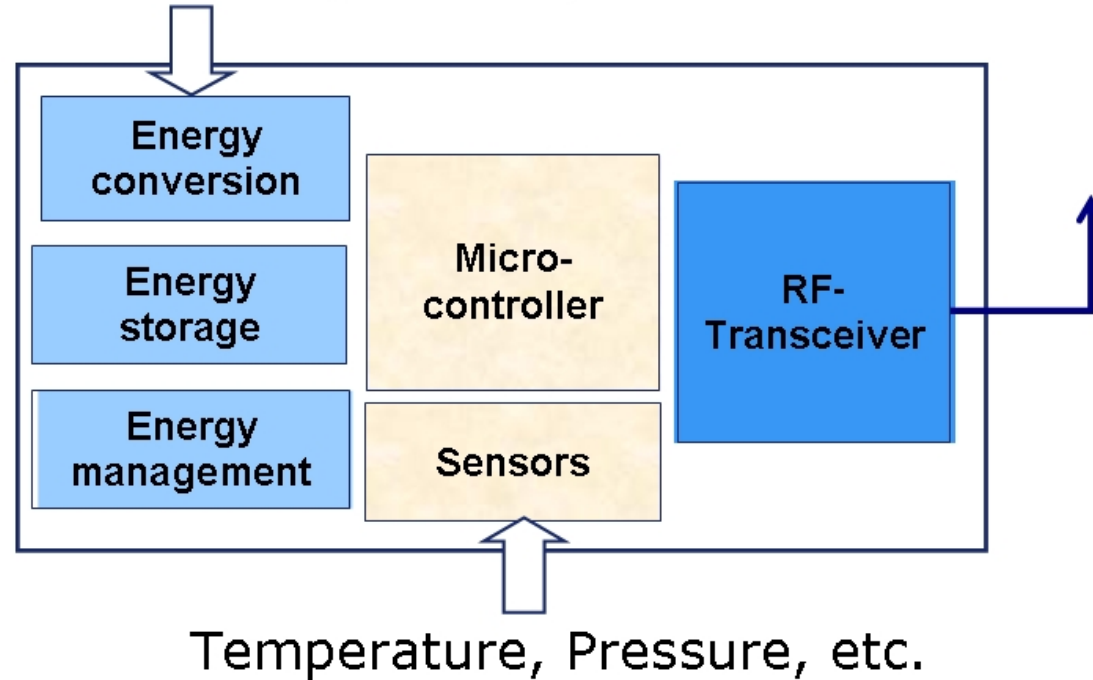 Energy
conversion
Energy
storage
Energy
management
Micro-
controller
Sensors
RF-
Transceiver
Temperature, Pressure, etc.